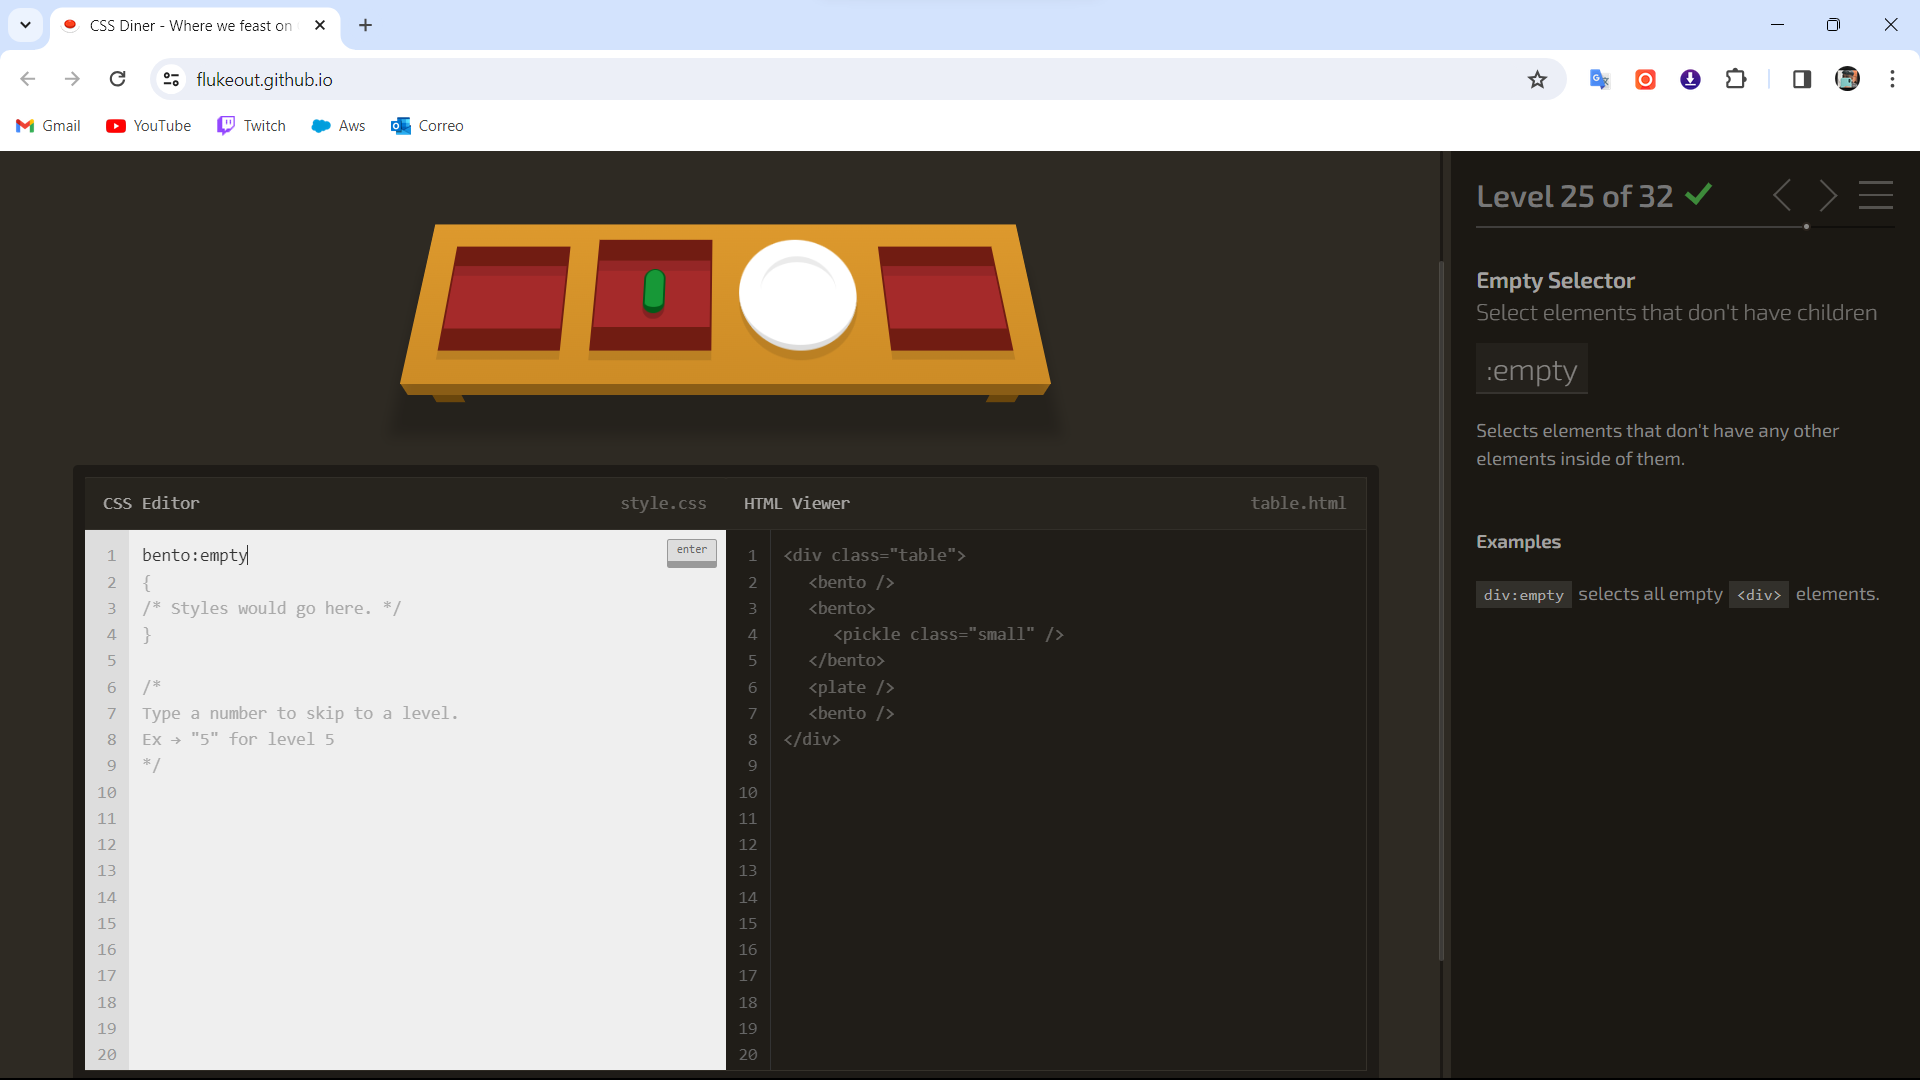 CSS Diner - Where we feast on
flukeout.github.io
Gmail YouTube Twitch Aws Correo
Level 25 of 32
Empty Selector
Select elements that don't have children
:empty
Selects elements that don't have any other
elements inside of them.
Examples
div:empty selects all empty <div> elements.
CSS Editor style.css
enter
1 bento:empty
2 {
3 /* Styles would go here. */
4 }
5
6 /*
7 Type a number to skip to a level.
8 Ex → "5" for level 5
9 */
10
11
12
13
14
15
16
17
18
19
20
HTML Viewer table.html
1 <div class="table">
2 <bento />
3 <bento>
4 <pickle class="small" />
5 </bento>
6 <plate />
7 <bento />
8 </div>
9
10
11
12
13
14
15
16
17
18
19
20